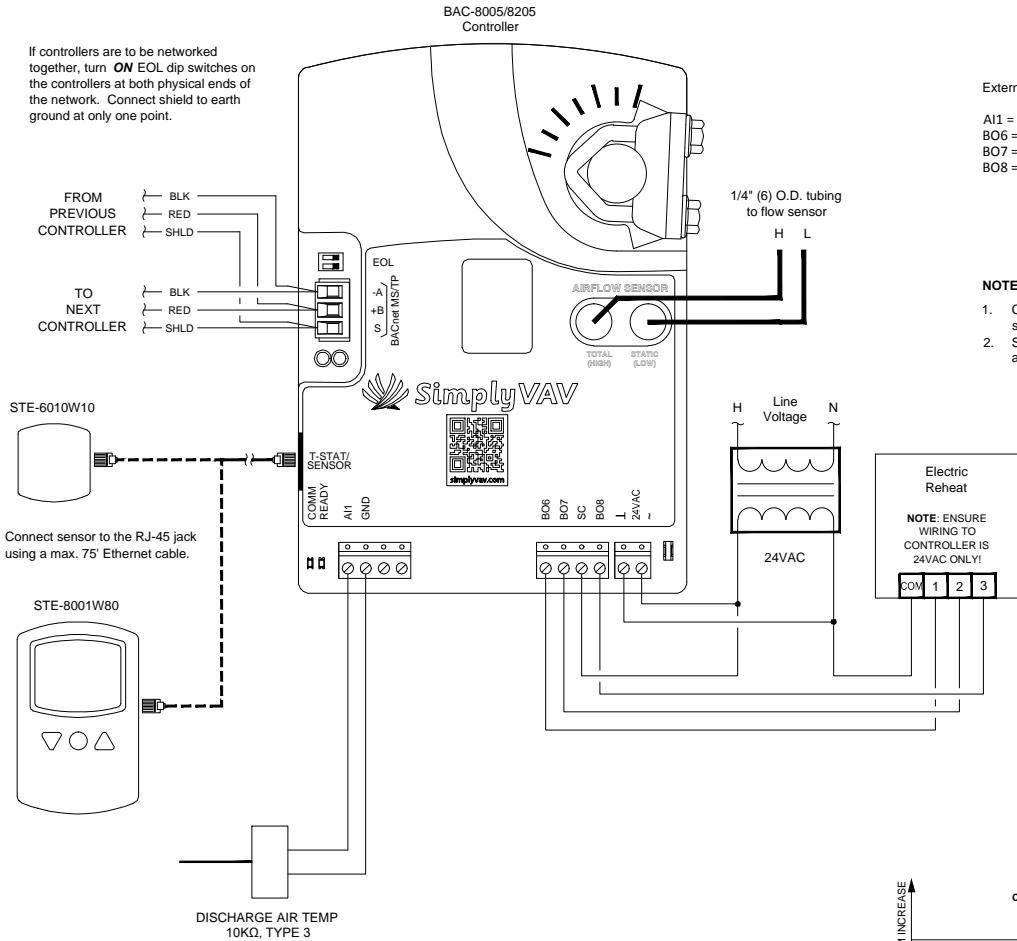 BAC-8005/8205
Controller
If controllers are to be networked
together, turn ON EOL dip switches on
the controllers at both physical ends of
the network. Connect shield to earth
ground at only one point.
Extern
AI1 =
BO6 =
BO7 =
BO8 =
FROM
PREVIOUS
CONTROLLER
BLK
RED
SHLD
TO
NEXT
CONTROLLER
BLK
RED
SHLD
EOL
-A
+B
S
BACnet MS/TP
1/4" (6) O.D. tubing
to flow sensor
H L
AIRFLOW SENSOR
TOTAL
(HIGH)
STATIC
(LOW)
NOTE
1. C
s
2. S
a
SimplyVAV
simplyvav.com
STE-6010W10
T-STAT/
SENSOR
COMM
READY
AI1
GND
BO6
BO7
SC
BO8
⊥
24VAC
~
H Line N
Voltage
24VAC
Electric
Reheat
NOTE: ENSURE
WIRING TO
CONTROLLER IS
24VAC ONLY!
COM 1 2 3
Connect sensor to the RJ-45 jack
using a max. 75' Ethernet cable.
STE-8001W80
DISCHARGE AIR TEMP
10KΩ, TYPE 3
INCREASE